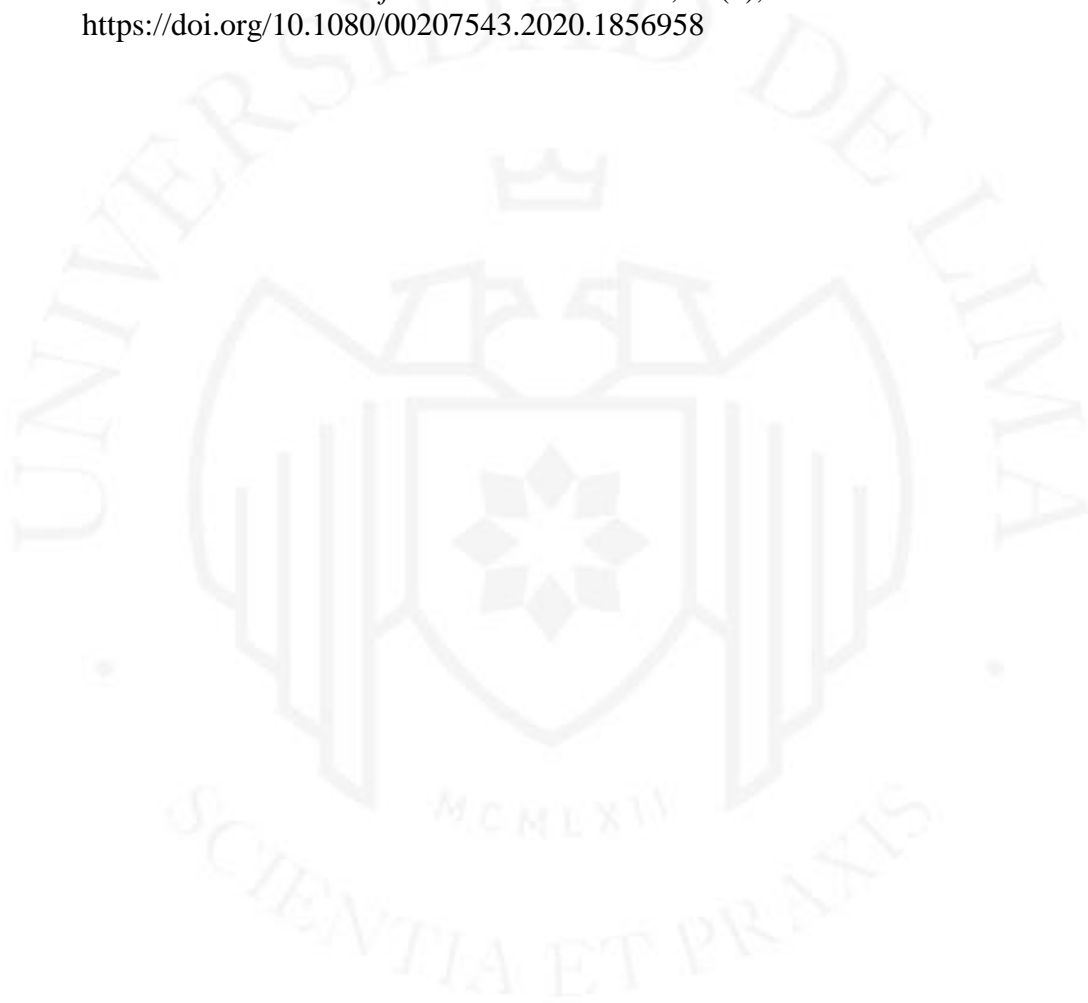 https://doi.org/10.1080/00207543.2020.1856958
UNIVERSIDAD DE LIMA
MCMLXII
SCIENTIA ET PRAXIS